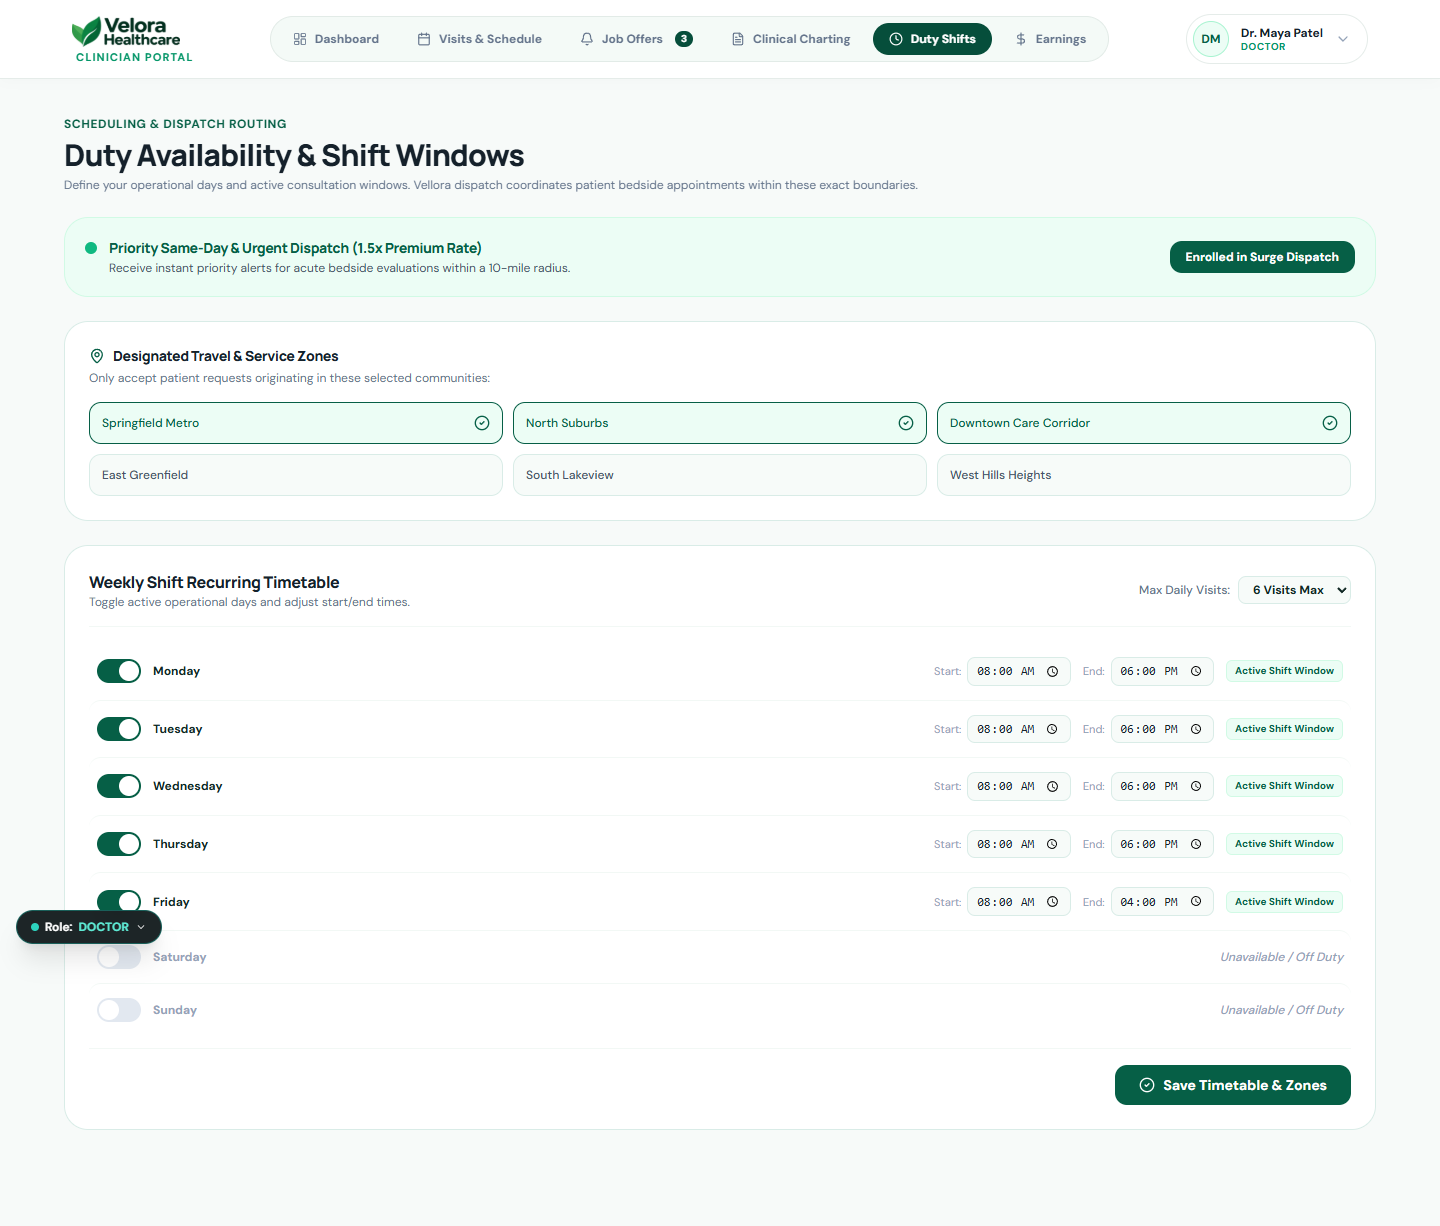 Velora
Healthcare
CLINICIAN PORTAL
Dashboard
Visits & Schedule
Job Offers 3
Clinical Charting
Duty Shifts
Earnings
DM
Dr. Maya Patel
DOCTOR
SCHEDULING & DISPATCH ROUTING
Duty Availability & Shift Windows
Define your operational days and active consultation windows. Vellora dispatch coordinates patient bedside appointments within these exact boundaries.
Priority Same-Day & Urgent Dispatch (1.5x Premium Rate)
Receive instant priority alerts for acute bedside evaluations within a 10-mile radius.
Enrolled in Surge Dispatch
Designated Travel & Service Zones
Only accept patient requests originating in these selected communities:
Springfield Metro
North Suburbs
Downtown Care Corridor
East Greenfield
South Lakeview
West Hills Heights
Weekly Shift Recurring Timetable
Toggle active operational days and adjust start/end times.
Max Daily Visits: 6 Visits Max
Monday Start: 08:00 AM End: 06:00 PM Active Shift Window
Tuesday Start: 08:00 AM End: 06:00 PM Active Shift Window
Wednesday Start: 08:00 AM End: 06:00 PM Active Shift Window
Thursday Start: 08:00 AM End: 06:00 PM Active Shift Window
Friday Start: 08:00 AM End: 04:00 PM Active Shift Window
Role: DOCTOR
Saturday Unavailable / Off Duty
Sunday Unavailable / Off Duty
Save Timetable & Zones